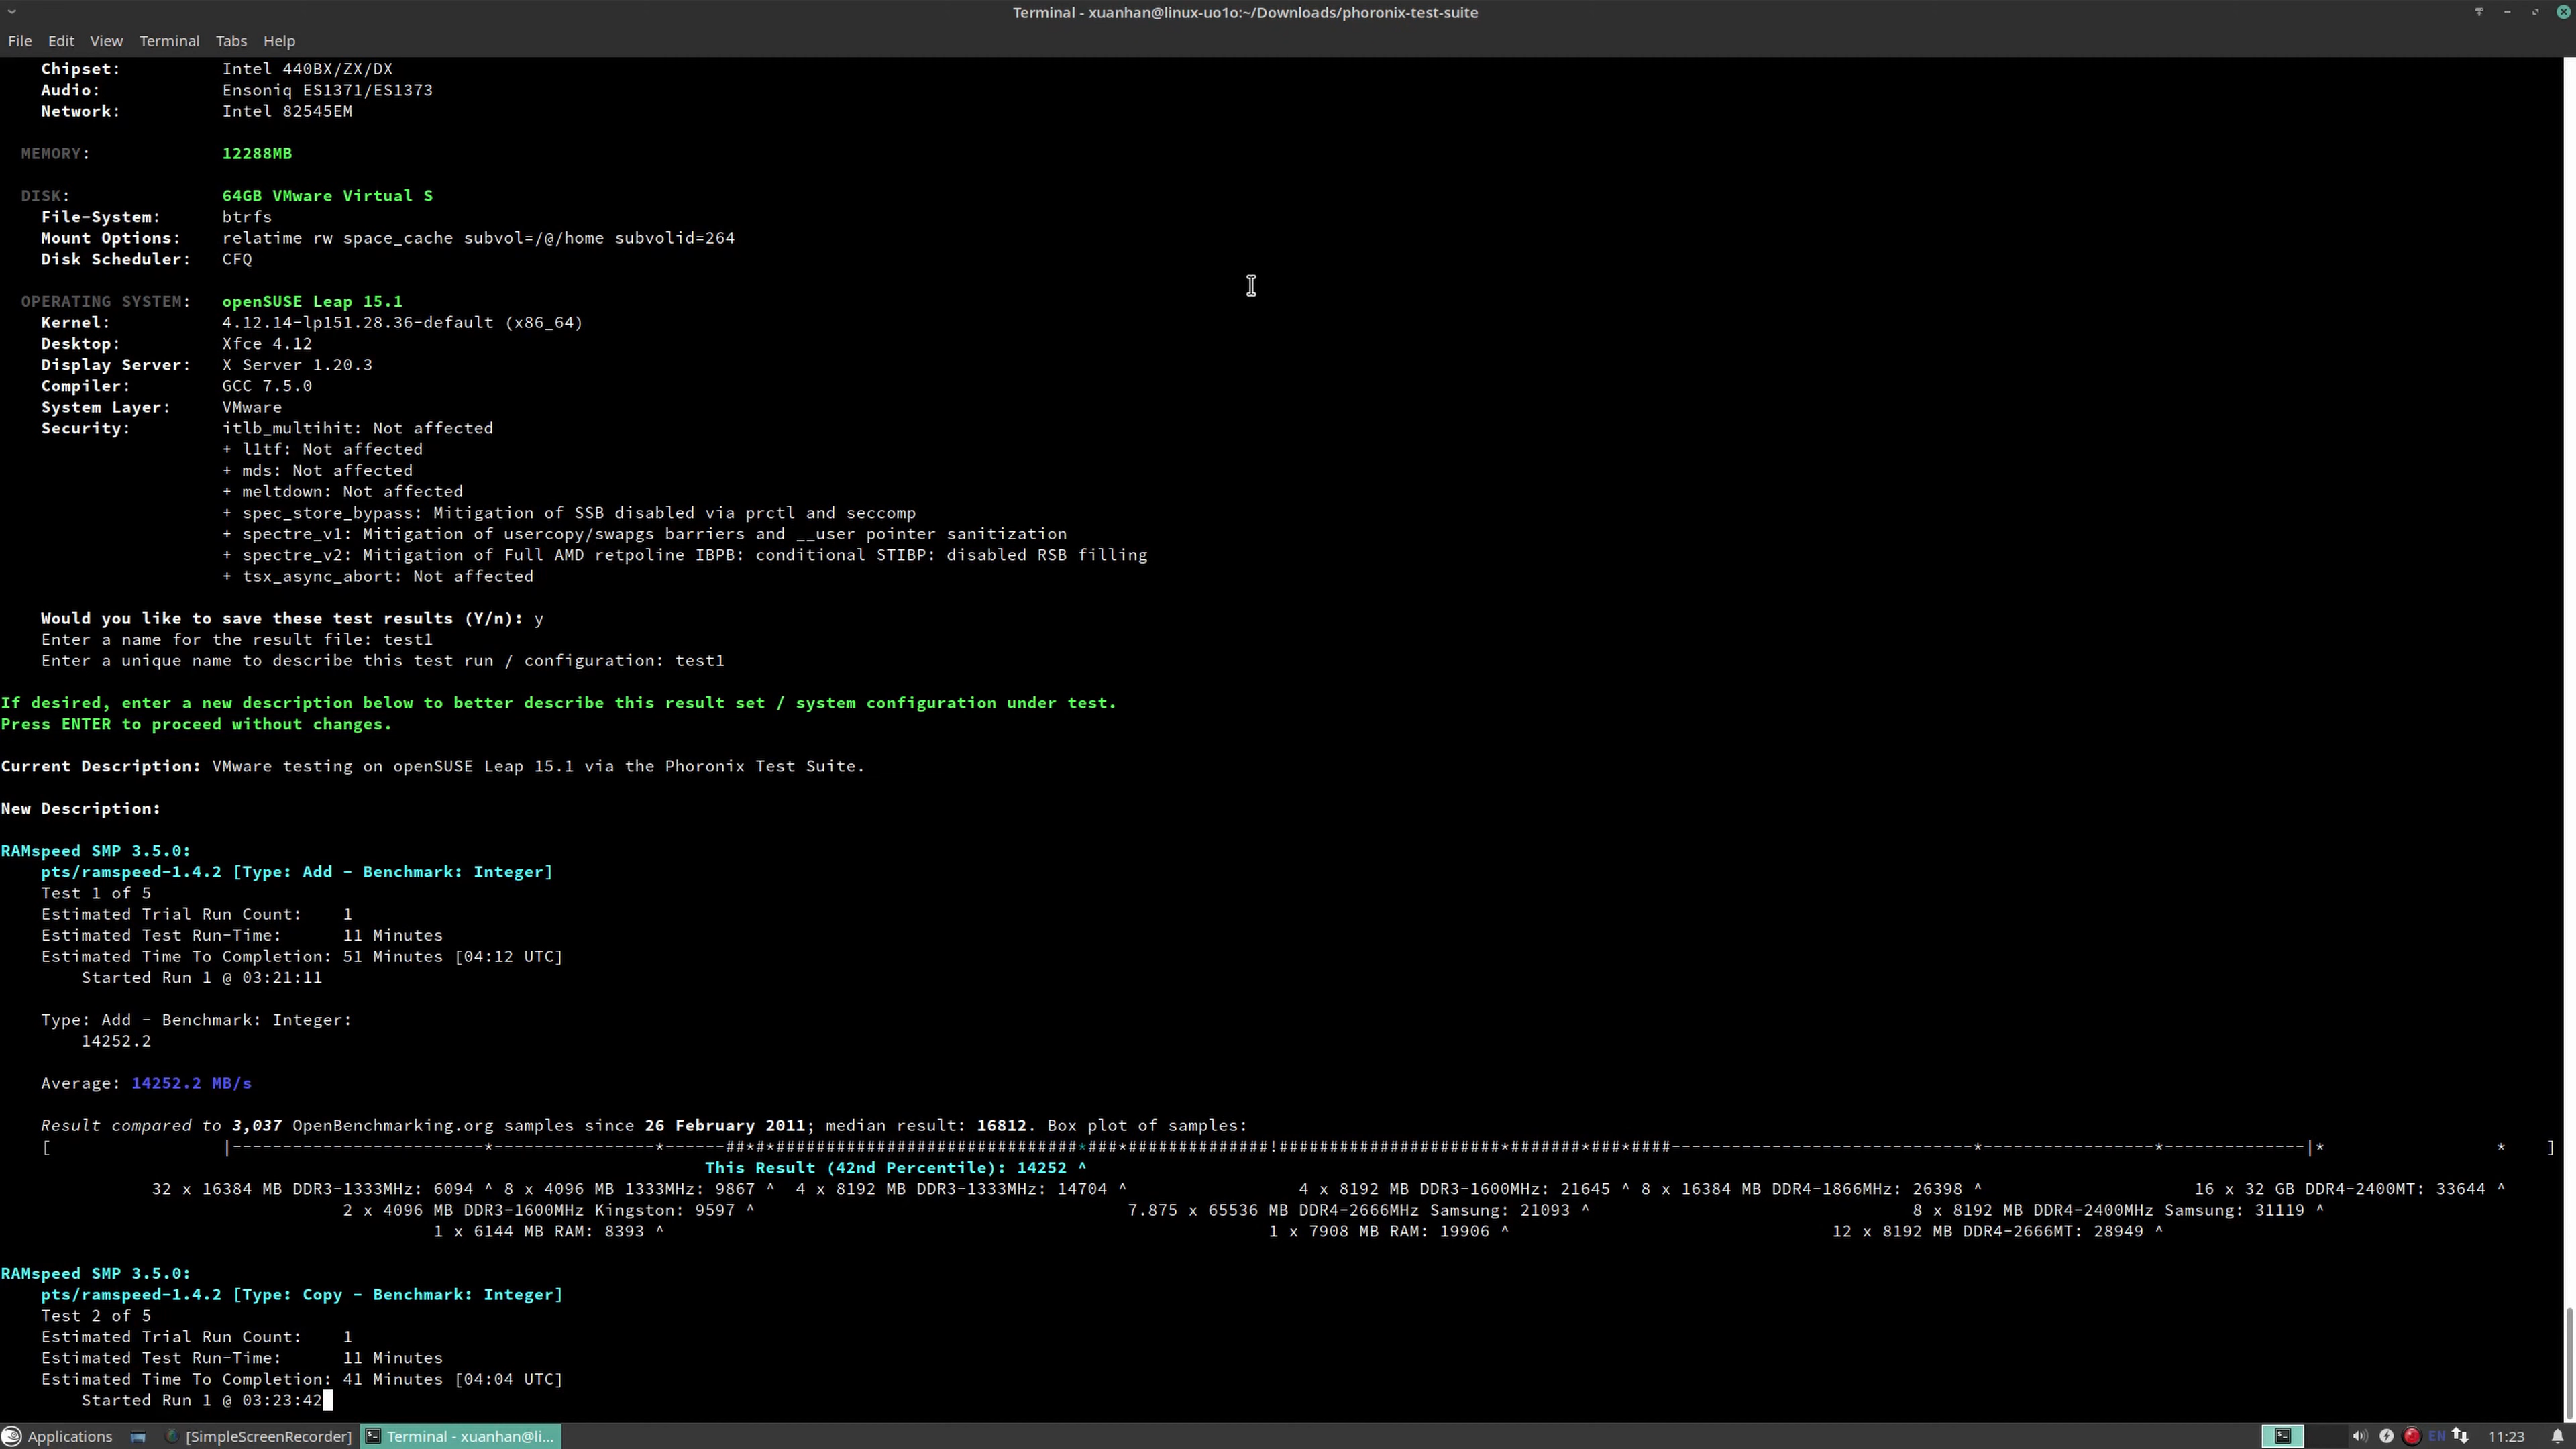 Terminal - xuanhan@linux-uo1o:~/Downloads/phoronix-test-suite
File Edit View Terminal Tabs Help
Chipset: Intel 440BX/ZX/DX
Audio: Ensoniq ES1371/ES1373
Network: Intel 82545EM
MEMORY: 12288MB
DISK: 64GB VMware Virtual S
File-System: btrfs
Mount Options: relatime rw space_cache subvol=/@/home subvolid=264
Disk Scheduler: CFQ
OPERATING SYSTEM: openSUSE Leap 15.1
Kernel: 4.12.14-lp151.28.36-default (x86_64)
Desktop: Xfce 4.12
Display Server: X Server 1.20.3
Compiler: GCC 7.5.0
System Layer: VMware
Security: itlb_multihit: Not affected
+ l1tf: Not affected
+ mds: Not affected
+ meltdown: Not affected
+ spec_store_bypass: Mitigation of SSB disabled via prctl and seccomp
+ spectre_v1: Mitigation of usercopy/swapgs barriers and __user pointer sanitization
+ spectre_v2: Mitigation of Full AMD retpoline IBPB: conditional STIBP: disabled RSB filling
+ tsx_async_abort: Not affected
Would you like to save these test results (Y/n): y
Enter a name for the result file: test1
Enter a unique name to describe this test run / configuration: test1
If desired, enter a new description below to better describe this result set / system configuration under test.
Press ENTER to proceed without changes.
Current Description: VMware testing on openSUSE Leap 15.1 via the Phoronix Test Suite.
New Description:
RAMspeed SMP 3.5.0:
pts/ramspeed-1.4.2 [Type: Add - Benchmark: Integer]
Test 1 of 5
Estimated Trial Run Count: 1
Estimated Test Run-Time: 11 Minutes
Estimated Time To Completion: 51 Minutes [04:12 UTC]
Started Run 1 @ 03:21:11
Type: Add - Benchmark: Integer:
14252.2
Average: 14252.2 MB/s
Result compared to 3,037 OpenBenchmarking.org samples since 26 February 2011; median result: 16812. Box plot of samples:
[ |-------------------------*----------------*------##*#*##############################*###*##############!######################*#######*###*####------------------------------*-----------------*--------------|* * ]
This Result (42nd Percentile): 14252 ^
32 x 16384 MB DDR3-1333MHz: 6094 ^ 8 x 4096 MB 1333MHz: 9867 ^ 4 x 8192 MB DDR3-1333MHz: 14704 ^ 4 x 8192 MB DDR3-1600MHz: 21645 ^ 8 x 16384 MB DDR4-1866MHz: 26398 ^ 16 x 32 GB DDR4-2400MT: 33644 ^
2 x 4096 MB DDR3-1600MHz Kingston: 9597 ^ 7.875 x 65536 MB DDR4-2666MHz Samsung: 21093 ^ 8 x 8192 MB DDR4-2400MHz Samsung: 31119 ^
1 x 6144 MB RAM: 8393 ^ 1 x 7908 MB RAM: 19906 ^ 12 x 8192 MB DDR4-2666MT: 28949 ^
RAMspeed SMP 3.5.0:
pts/ramspeed-1.4.2 [Type: Copy - Benchmark: Integer]
Test 2 of 5
Estimated Trial Run Count: 1
Estimated Test Run-Time: 11 Minutes
Estimated Time To Completion: 41 Minutes [04:04 UTC]
Started Run 1 @ 03:23:42
Applications [SimpleScreenRecorder] Terminal - xuanhan@li... EN 11:23